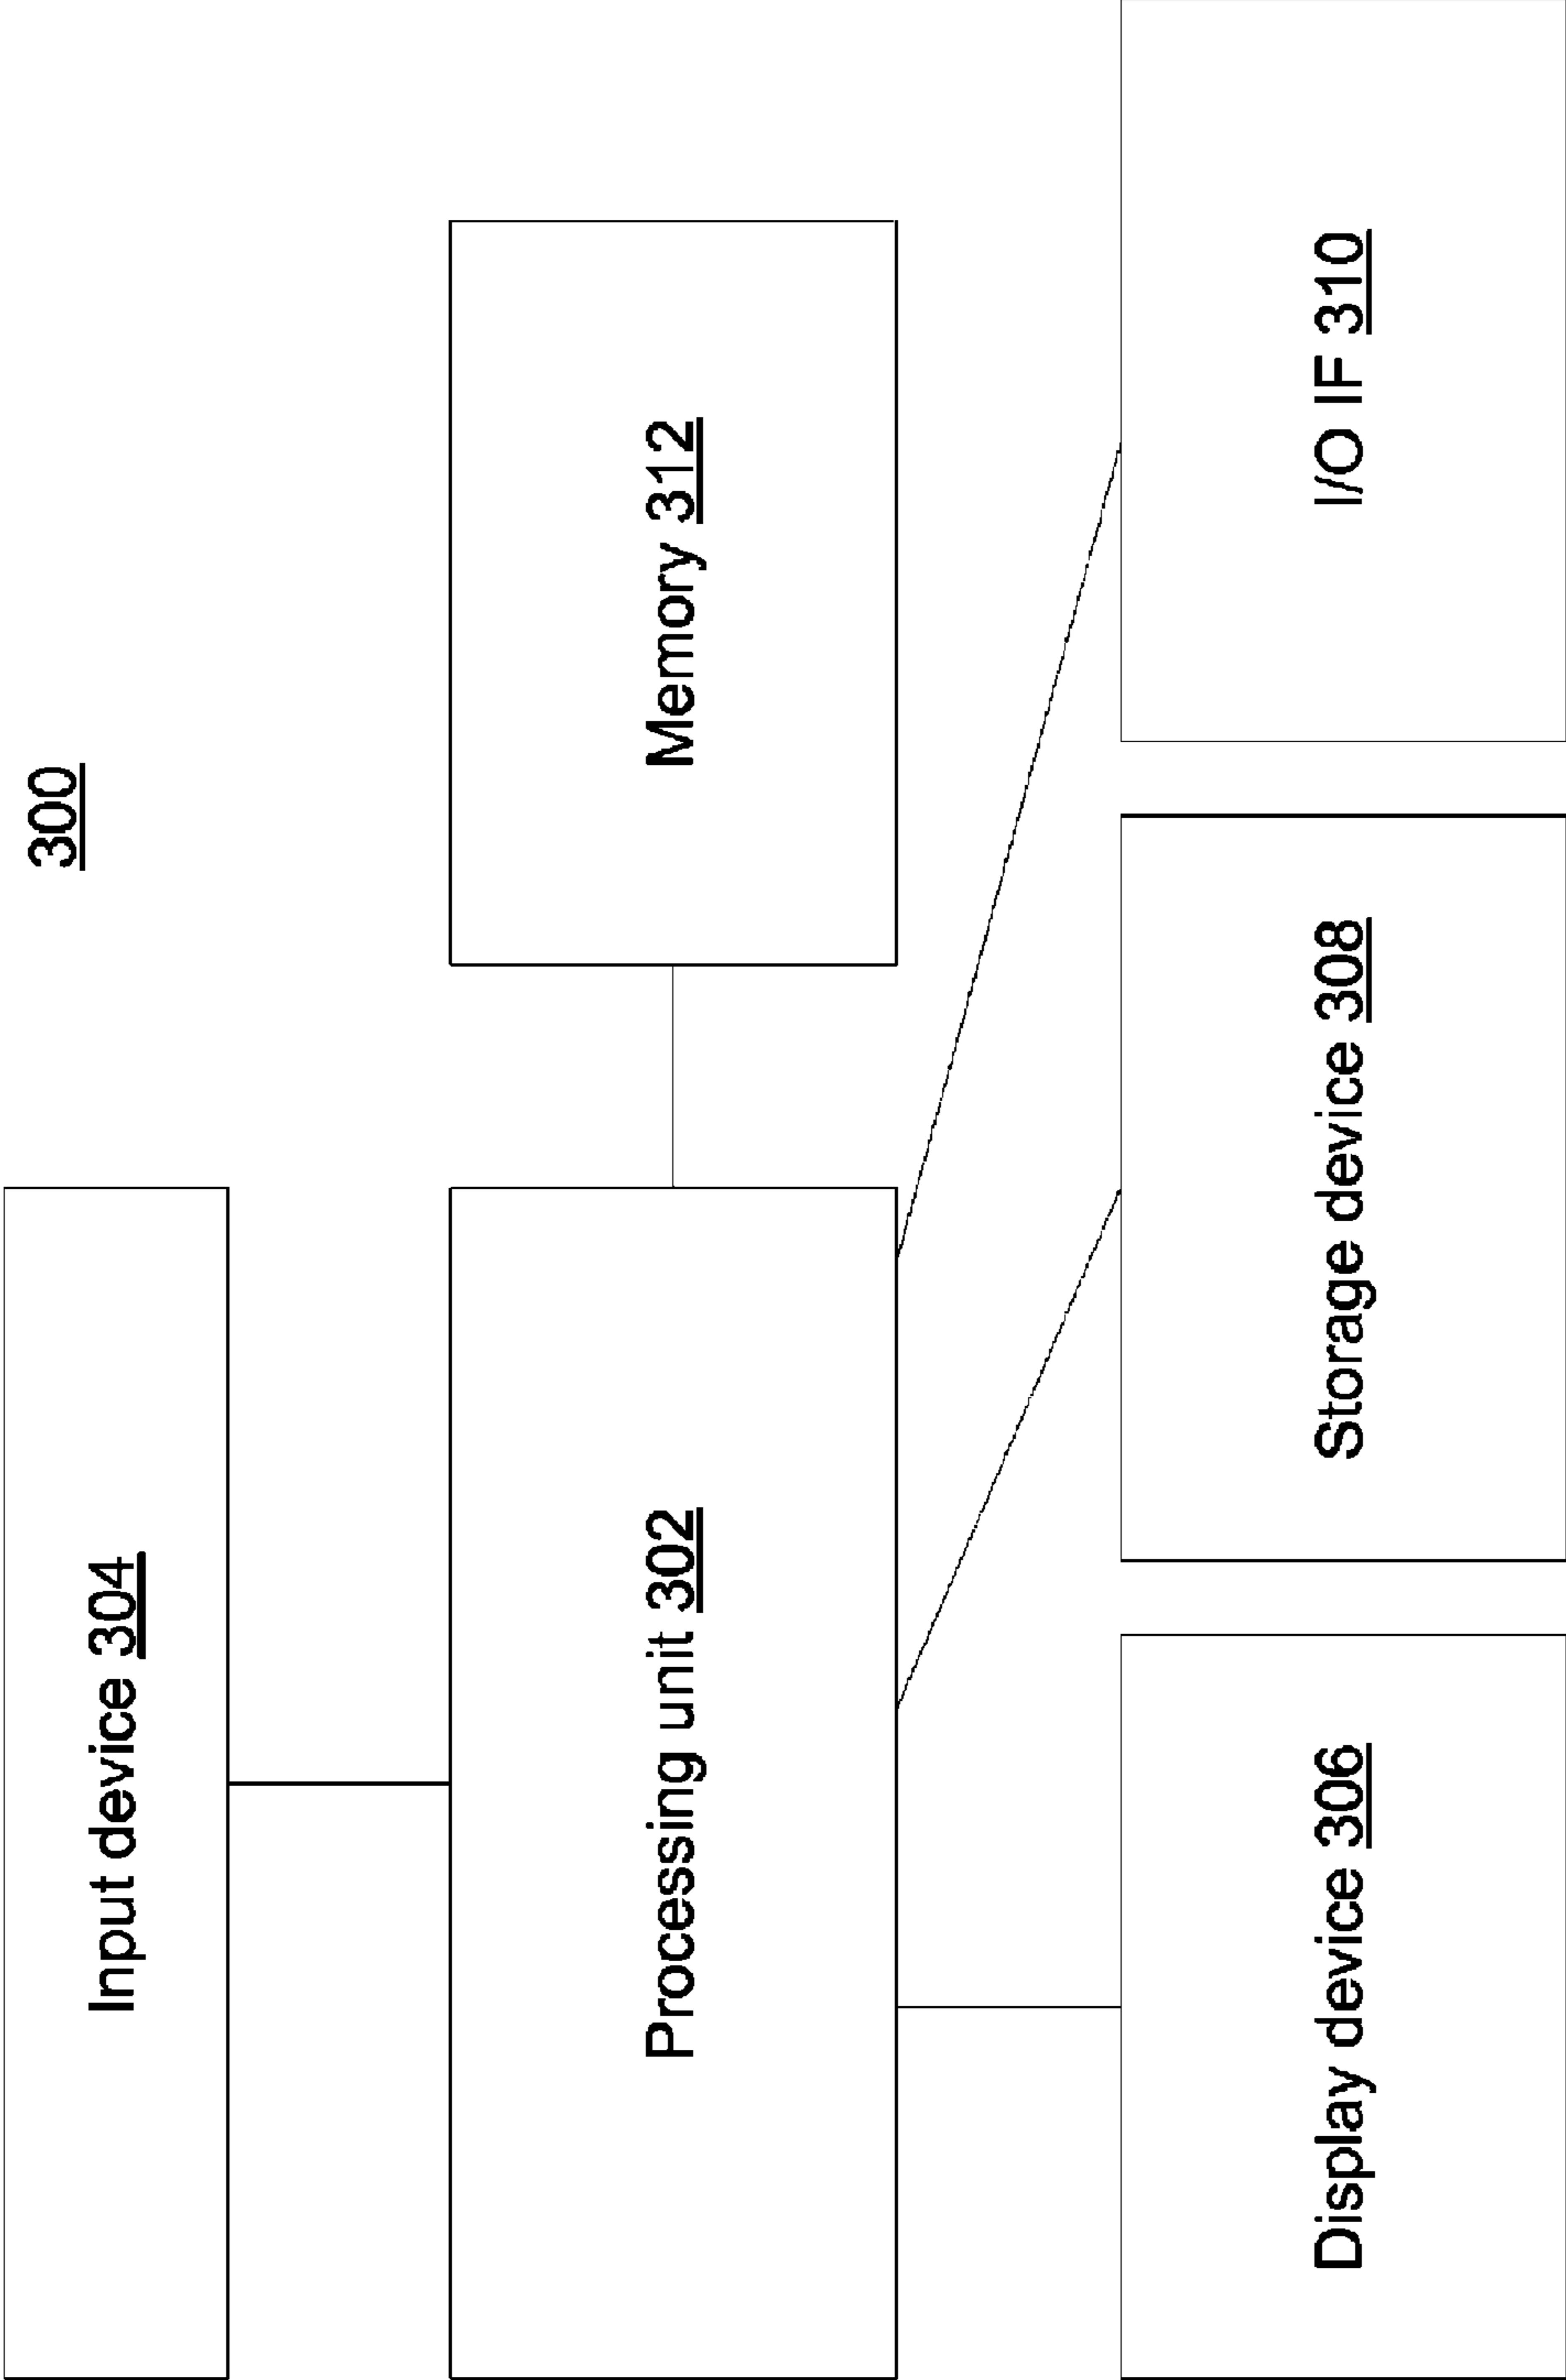 300
Input device 304
Processing unit 302
Memory 312
Display device 306
Storage device 308
I/O IF 310